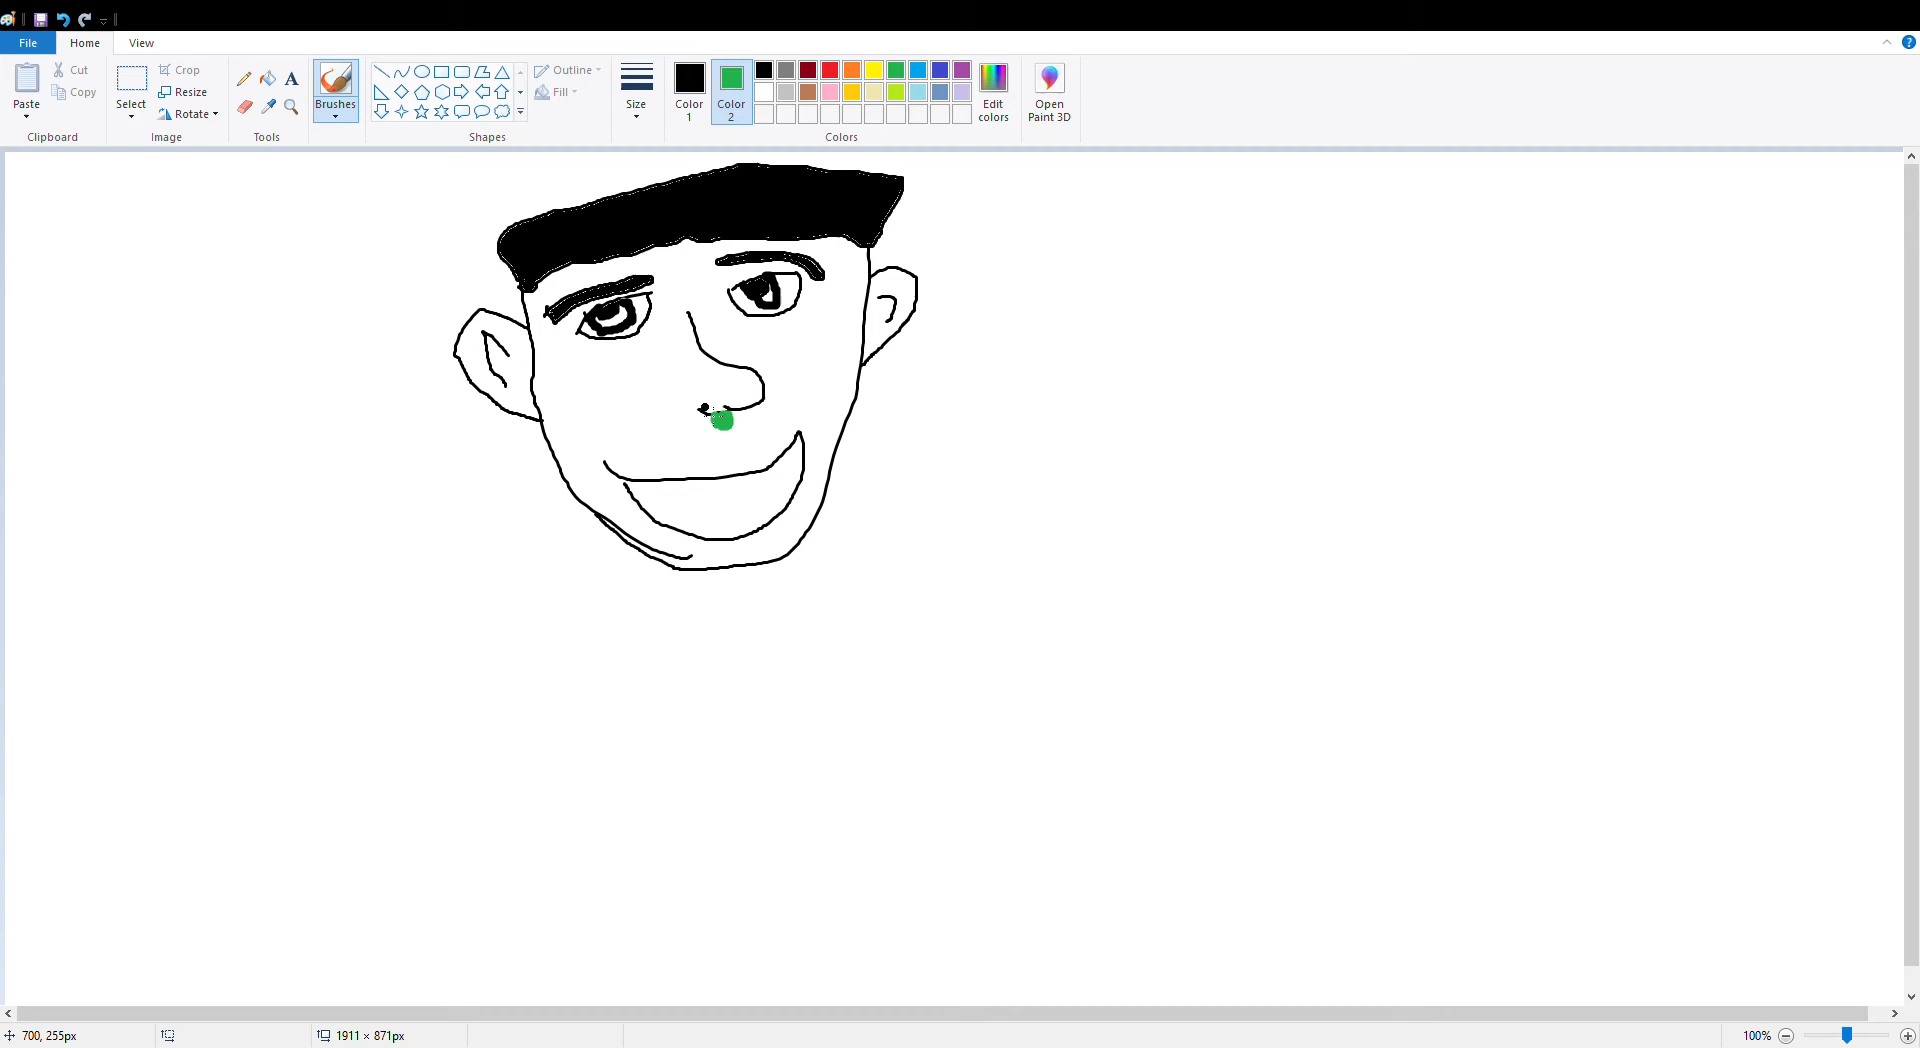 File Home View
Paste Cut Copy Clipboard
Select Crop Resize Rotate Image
A Tools
Brushes
Outline Fill Shapes
Size
Color 1 Color 2 Edit colors Colors
Open Paint 3D
700, 255px 1911 × 871px 100%